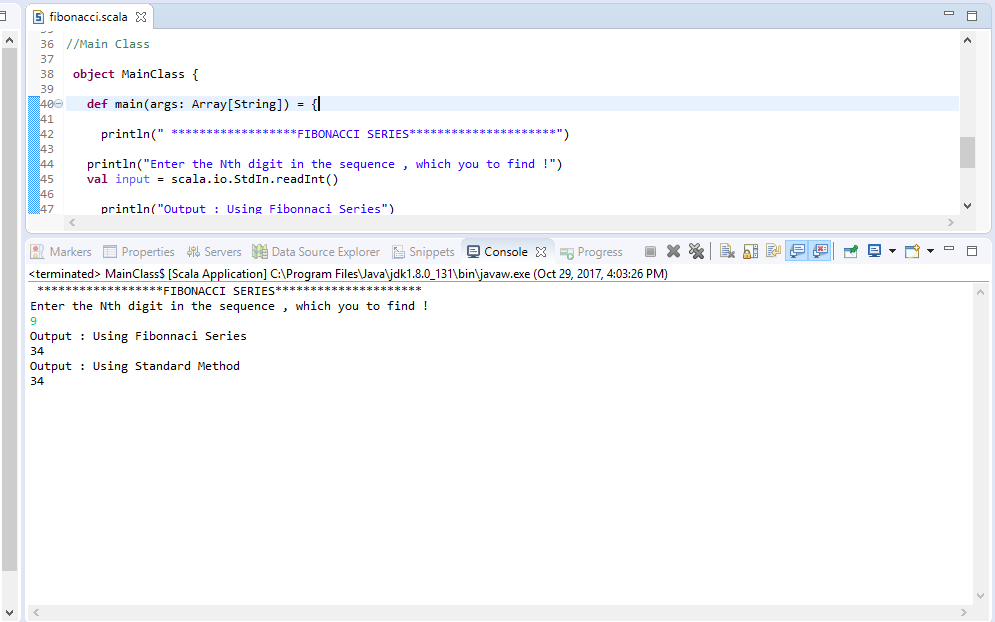 fibonacci.scala
36 //Main Class
37
38 object MainClass {
39
40 def main(args: Array[String]) = {
41
42 println(" ******************FIBONACCI SERIES*********************")
43
44 println("Enter the Nth digit in the sequence , which you to find !")
45 val input = scala.io.StdIn.readInt()
46
47 println("Output : Using Fibonnaci Series")
Markers Properties Servers Data Source Explorer Snippets Console Progress
<terminated> MainClass$ [Scala Application] C:\Program Files\Java\jdk1.8.0_131\bin\javaw.exe (Oct 29, 2017, 4:03:26 PM)
******************FIBONACCI SERIES*********************
Enter the Nth digit in the sequence , which you to find !
9
Output : Using Fibonnaci Series
34
Output : Using Standard Method
34